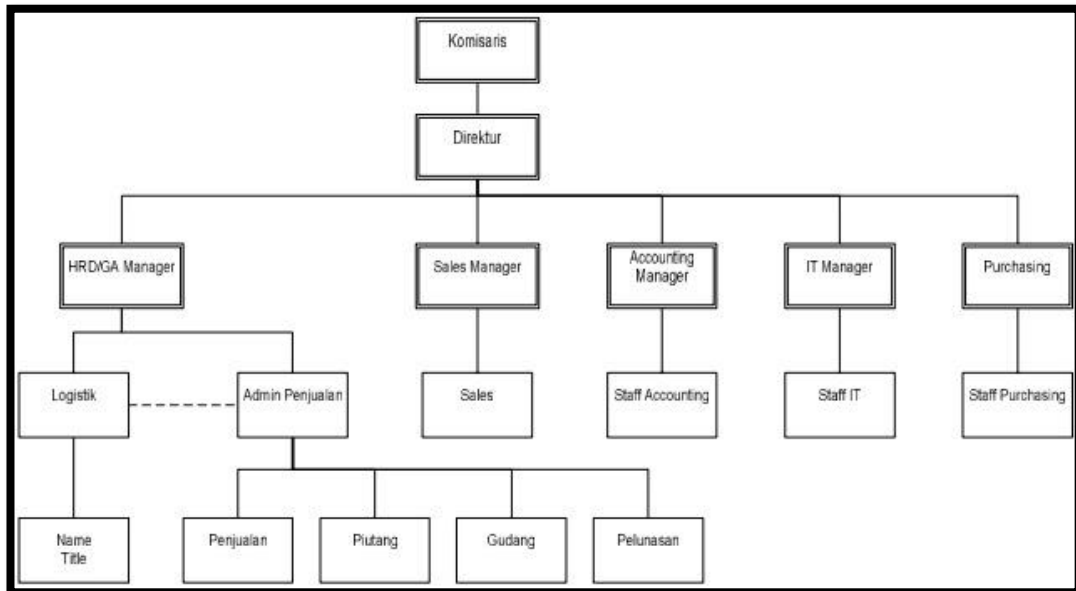 Komisaris
Direktur
HRD/GA Manager
Sales Manager
Accounting
Manager
IT Manager
Purchasing
Logistik
Admin Penjualan
Sales
Staff Accounting
Staff IT
Staff Purchasing
Name
Title
Penjualan
Piutang
Gudang
Pelunasan